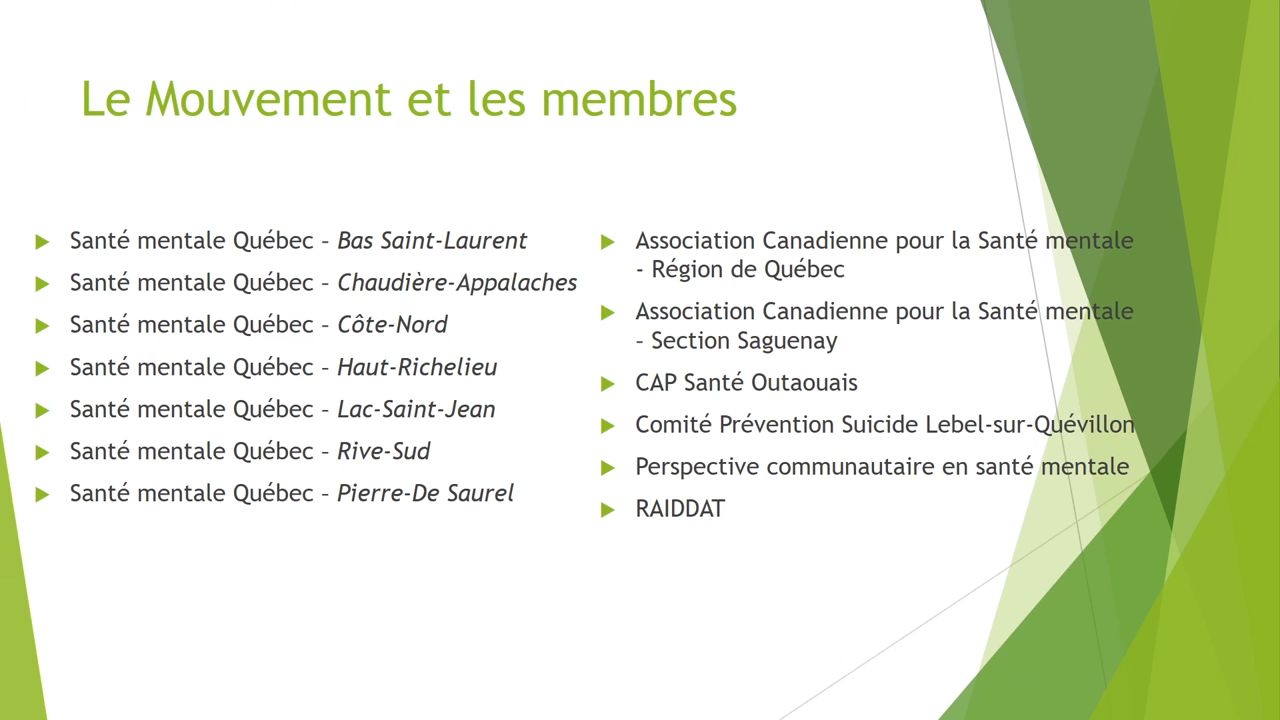 Le Mouvement et les membres
Santé mentale Québec – Bas Saint-Laurent
Santé mentale Québec – Chaudière-Appalaches
Santé mentale Québec – Côte-Nord
Santé mentale Québec – Haut-Richelieu
Santé mentale Québec – Lac-Saint-Jean
Santé mentale Québec – Rive-Sud
Santé mentale Québec – Pierre-De Saurel
Association Canadienne pour la Santé mentale
- Région de Québec
Association Canadienne pour la Santé mentale
– Section Saguenay
CAP Santé Outaouais
Comité Prévention Suicide Lebel-sur-Quévillon
Perspective communautaire en santé mentale
RAIDDAT